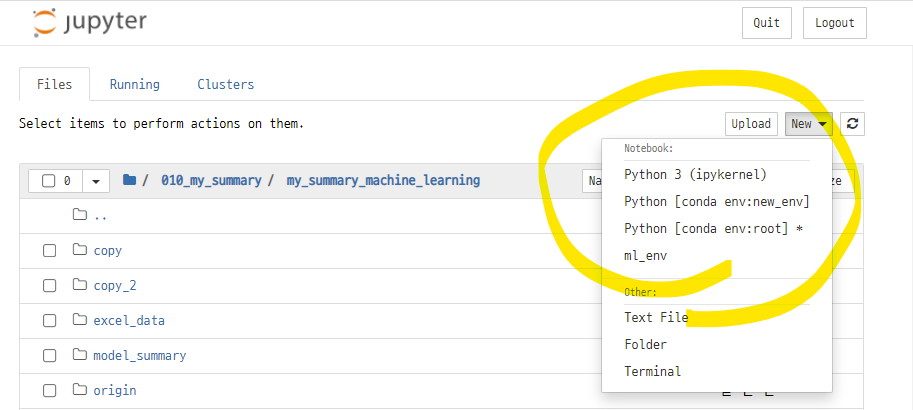 jupyter
Quit
Logout
Files
Running
Clusters
Select items to perform actions on them.
Upload
New
0
/ 010_my_summary / my_summary_machine_learning
Notebook:
Python 3 (ipykernel)
Python [conda env:new_env]
Python [conda env:root] *
ml_env
Other:
Text File
Folder
Terminal
..
copy
copy_2
excel_data
model_summary
origin